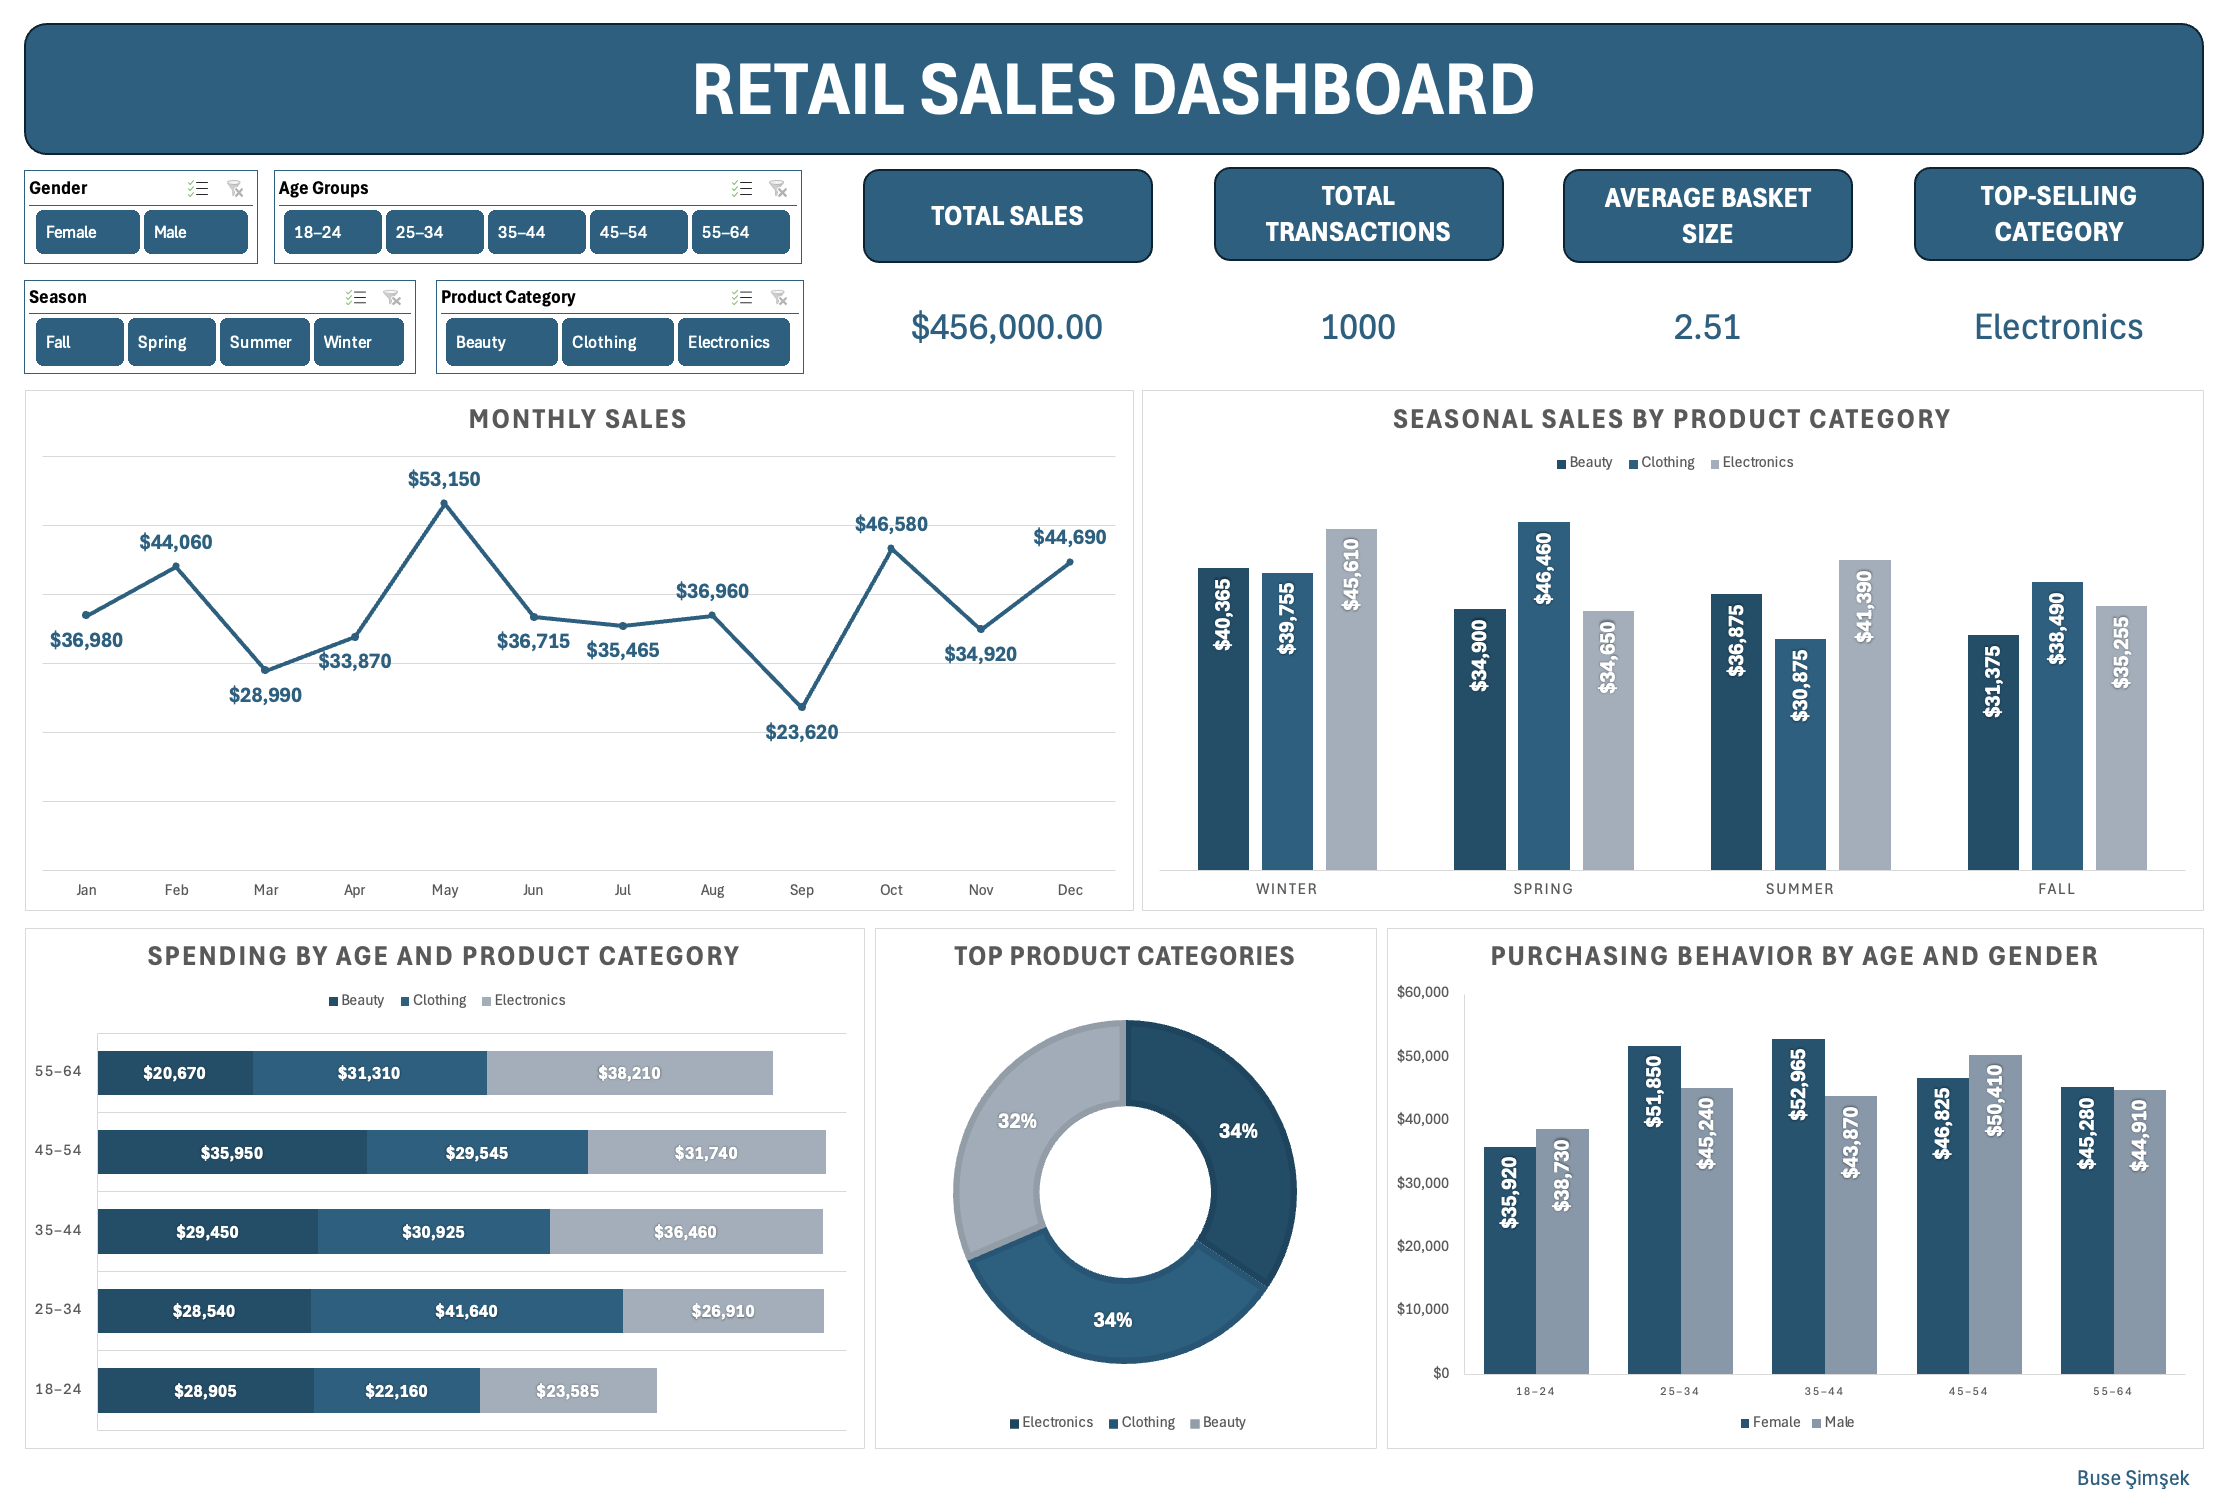 RETAIL SALES DASHBOARD
Gender
Female Male
Age Groups
18–24 25–34 35–44 45–54 55–64
Season
Fall Spring Summer Winter
Product Category
Beauty Clothing Electronics
TOTAL SALES
$456,000.00
TOTAL
TRANSACTIONS
1000
AVERAGE BASKET
SIZE
2.51
TOP-SELLING
CATEGORY
Electronics
MONTHLY SALES
$36,980
$44,060
$28,990
$33,870
$53,150
$36,715
$35,465
$36,960
$23,620
$46,580
$34,920
$44,690
Jan Feb Mar Apr May Jun Jul Aug Sep Oct Nov Dec
SEASONAL SALES BY PRODUCT CATEGORY
Beauty Clothing Electronics
$40,365
$39,755
$45,610
$34,900
$46,460
$34,650
$36,875
$30,875
$41,390
$31,375
$38,490
$35,255
WINTER SPRING SUMMER FALL
SPENDING BY AGE AND PRODUCT CATEGORY
Beauty Clothing Electronics
55–64 $20,670 $31,310 $38,210
45–54 $35,950 $29,545 $31,740
35–44 $29,450 $30,925 $36,460
25–34 $28,540 $41,640 $26,910
18–24 $28,905 $22,160 $23,585
TOP PRODUCT CATEGORIES
32%
34%
34%
Electronics Clothing Beauty
PURCHASING BEHAVIOR BY AGE AND GENDER
$60,000
$50,000
$40,000
$30,000
$20,000
$10,000
$0
$35,920
$38,730
$51,850
$45,240
$52,965
$43,870
$46,825
$50,410
$45,280
$44,910
18–24 25–34 35–44 45–54 55–64
Female Male
Buse Şimşek